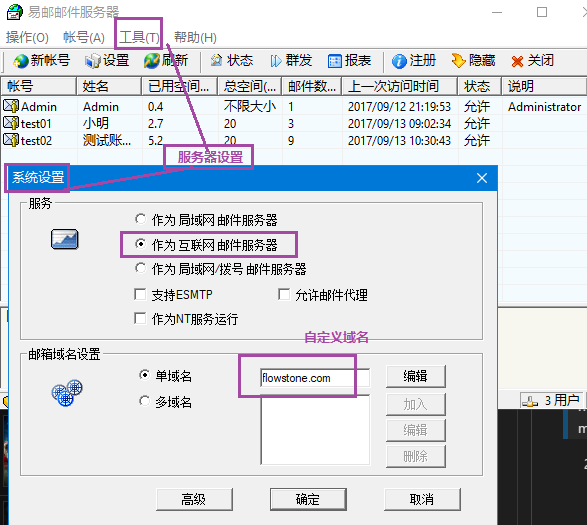 易邮邮件服务器
操作(O) 帐号(A) 工具(T) 帮助(H)
新帐号 设置 刷新 状态 群发 报表 注册 隐藏 关闭
帐号 姓名 已用空间... 总空间(... 邮件数... 上一次访问时间 状态 说明
Admin Admin 0.4 不限大小 1 2017/09/12 21:19:53 允许 Administrator
test01 小明 2.7 20 3 2017/09/13 09:02:34 允许
test02 测试账... 5.2 20 9 2017/09/13 10:30:43 允许
服务器设置
系统设置
服务
作为 局域网 邮件服务器
作为 互联网 邮件服务器
作为 局域网/拨号 邮件服务器
支持ESMTP 允许邮件代理
作为NT服务运行
自定义域名
邮箱域名设置
单域名 flowstone.com 编辑
多域名 加入
编辑
删除
3 用户
高级 确定 取消